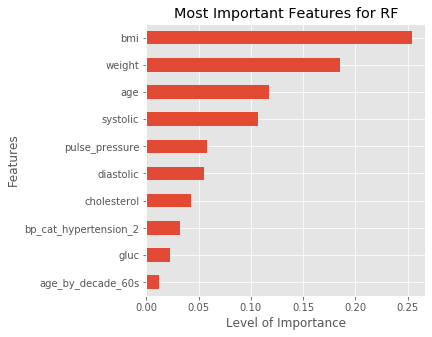 Most Important Features for RF
Features
bmi
weight
age
systolic
pulse_pressure
diastolic
cholesterol
bp_cat_hypertension_2
gluc
age_by_decade_60s
0.00 0.05 0.10 0.15 0.20 0.25
Level of Importance